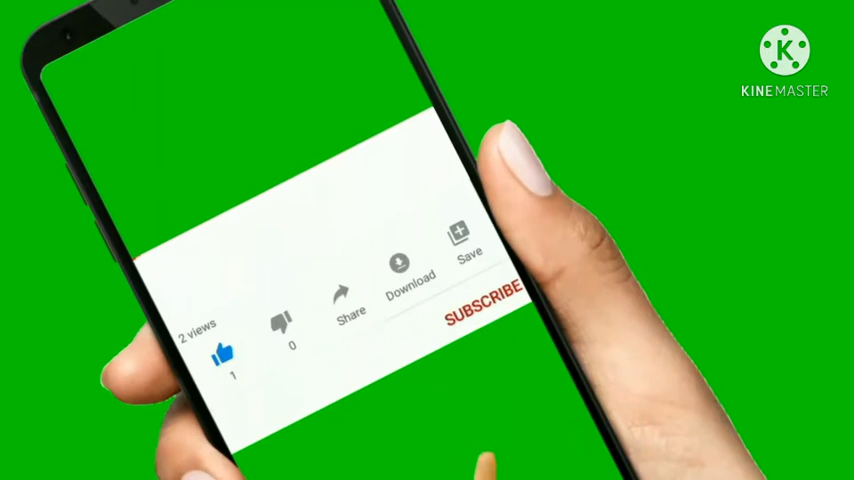 K
KINEMASTER
2 views
1
0
Share
Download
Save
SUBSCRIBE